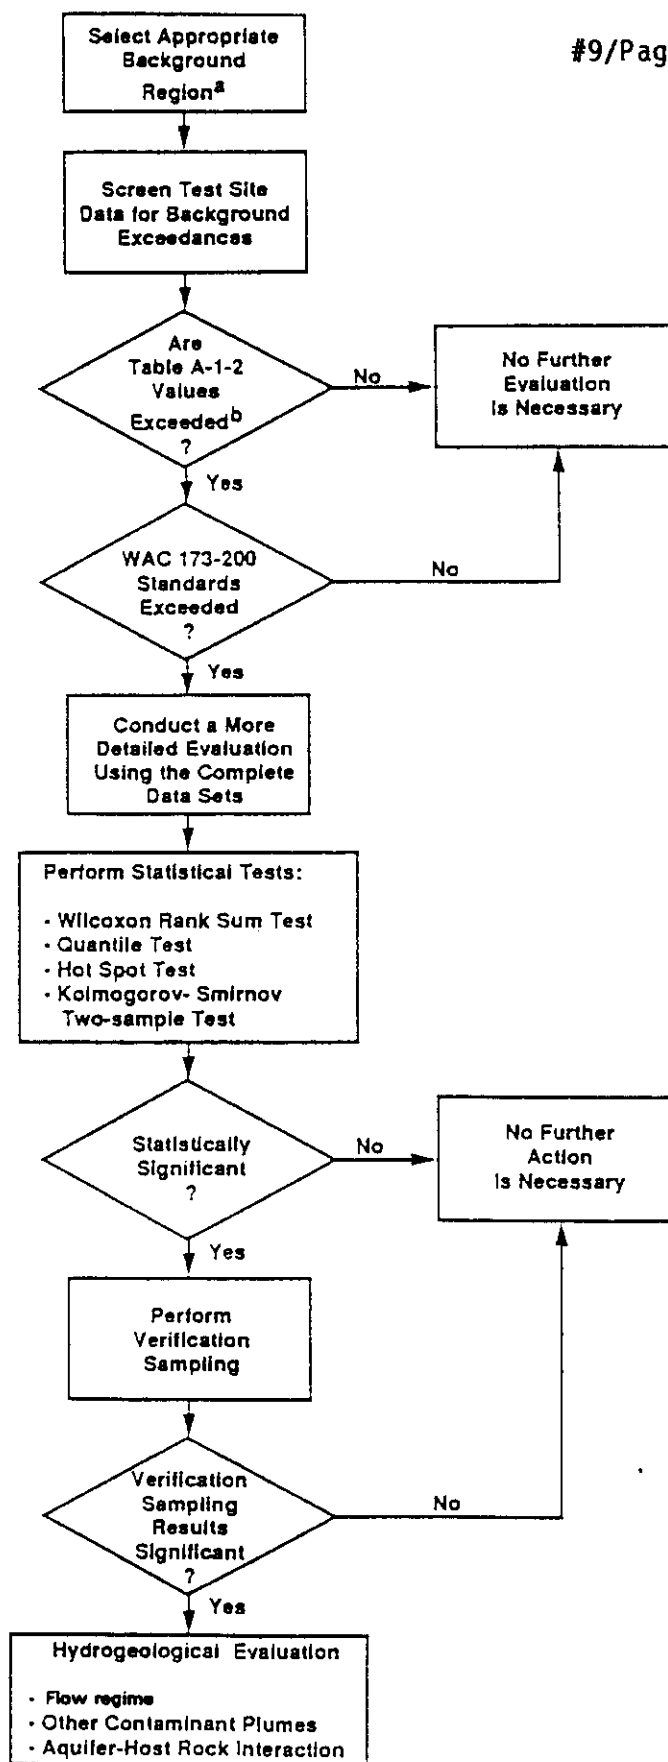 #9/Pag
Select Appropriate
Background
Region^a
Screen Test Site
Data for Background
Exceedances
Are
Table A-1-2
Values
Exceeded^b
?
No
No Further
Evaluation
Is Necessary
Yes
WAC 173-200
Standards
Exceeded
?
No
Yes
Conduct a More
Detailed Evaluation
Using the Complete
Data Sets
Perform Statistical Tests:
- Wilcoxon Rank Sum Test
- Quantile Test
- Hot Spot Test
- Kolmogorov- Smirnov
Two-sample Test
Statistically
Significant
?
No
No Further
Action
Is Necessary
Yes
Perform
Verification
Sampling
Verification
Sampling
Results
Significant
?
No
Yes
Hydrogeological Evaluation
- Flow regime
- Other Contaminant Plumes
- Aquifer-Host Rock Interaction